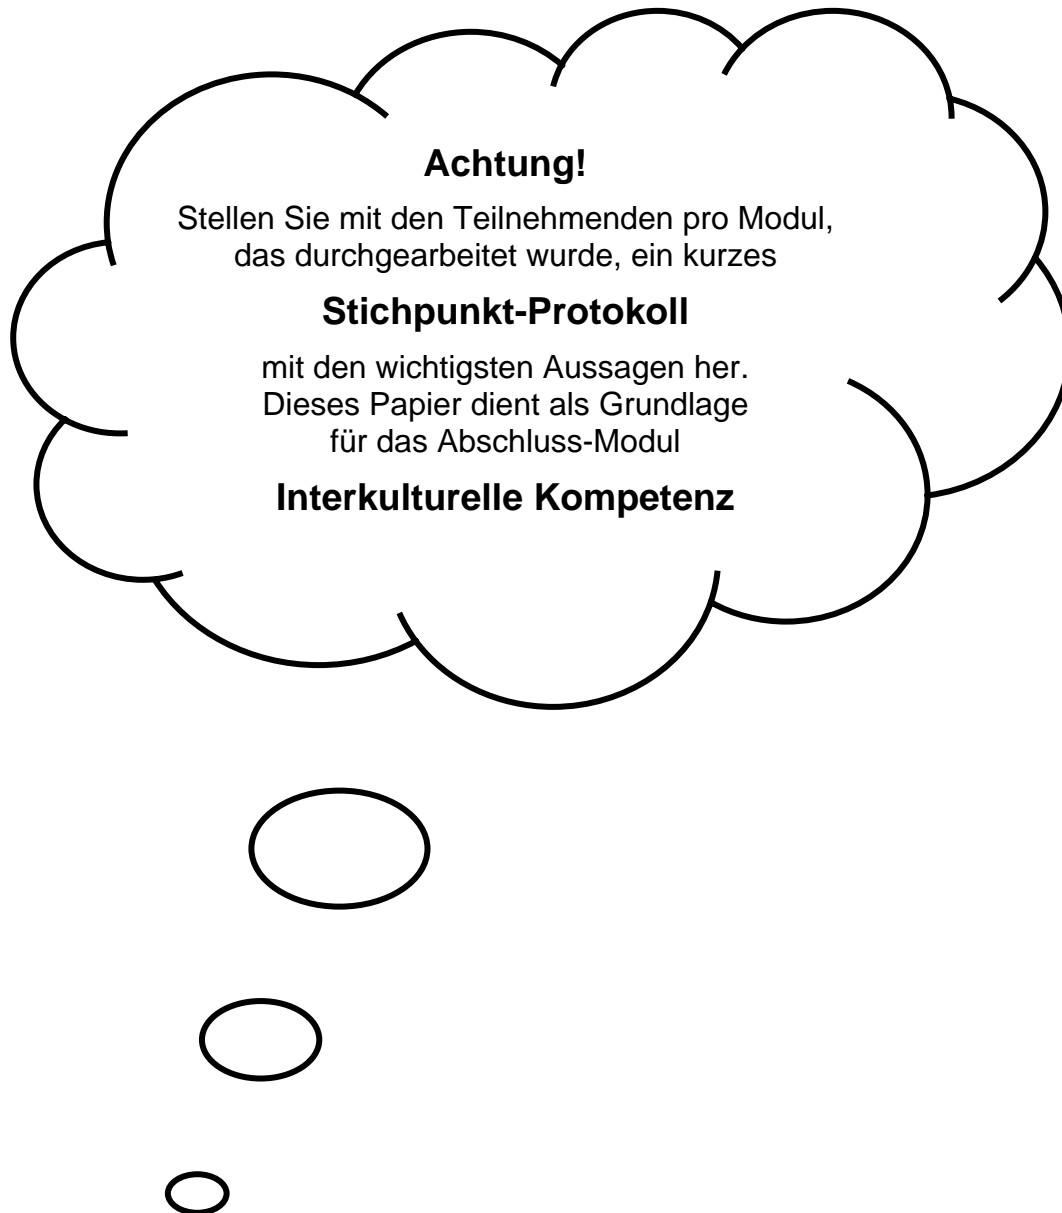 Achtung!
Stellen Sie mit den Teilnehmenden pro Modul,
das durchgearbeitet wurde, ein kurzes
Stichpunkt-Protokoll
mit den wichtigsten Aussagen her.
Dieses Papier dient als Grundlage
für das Abschluss-Modul
Interkulturelle Kompetenz